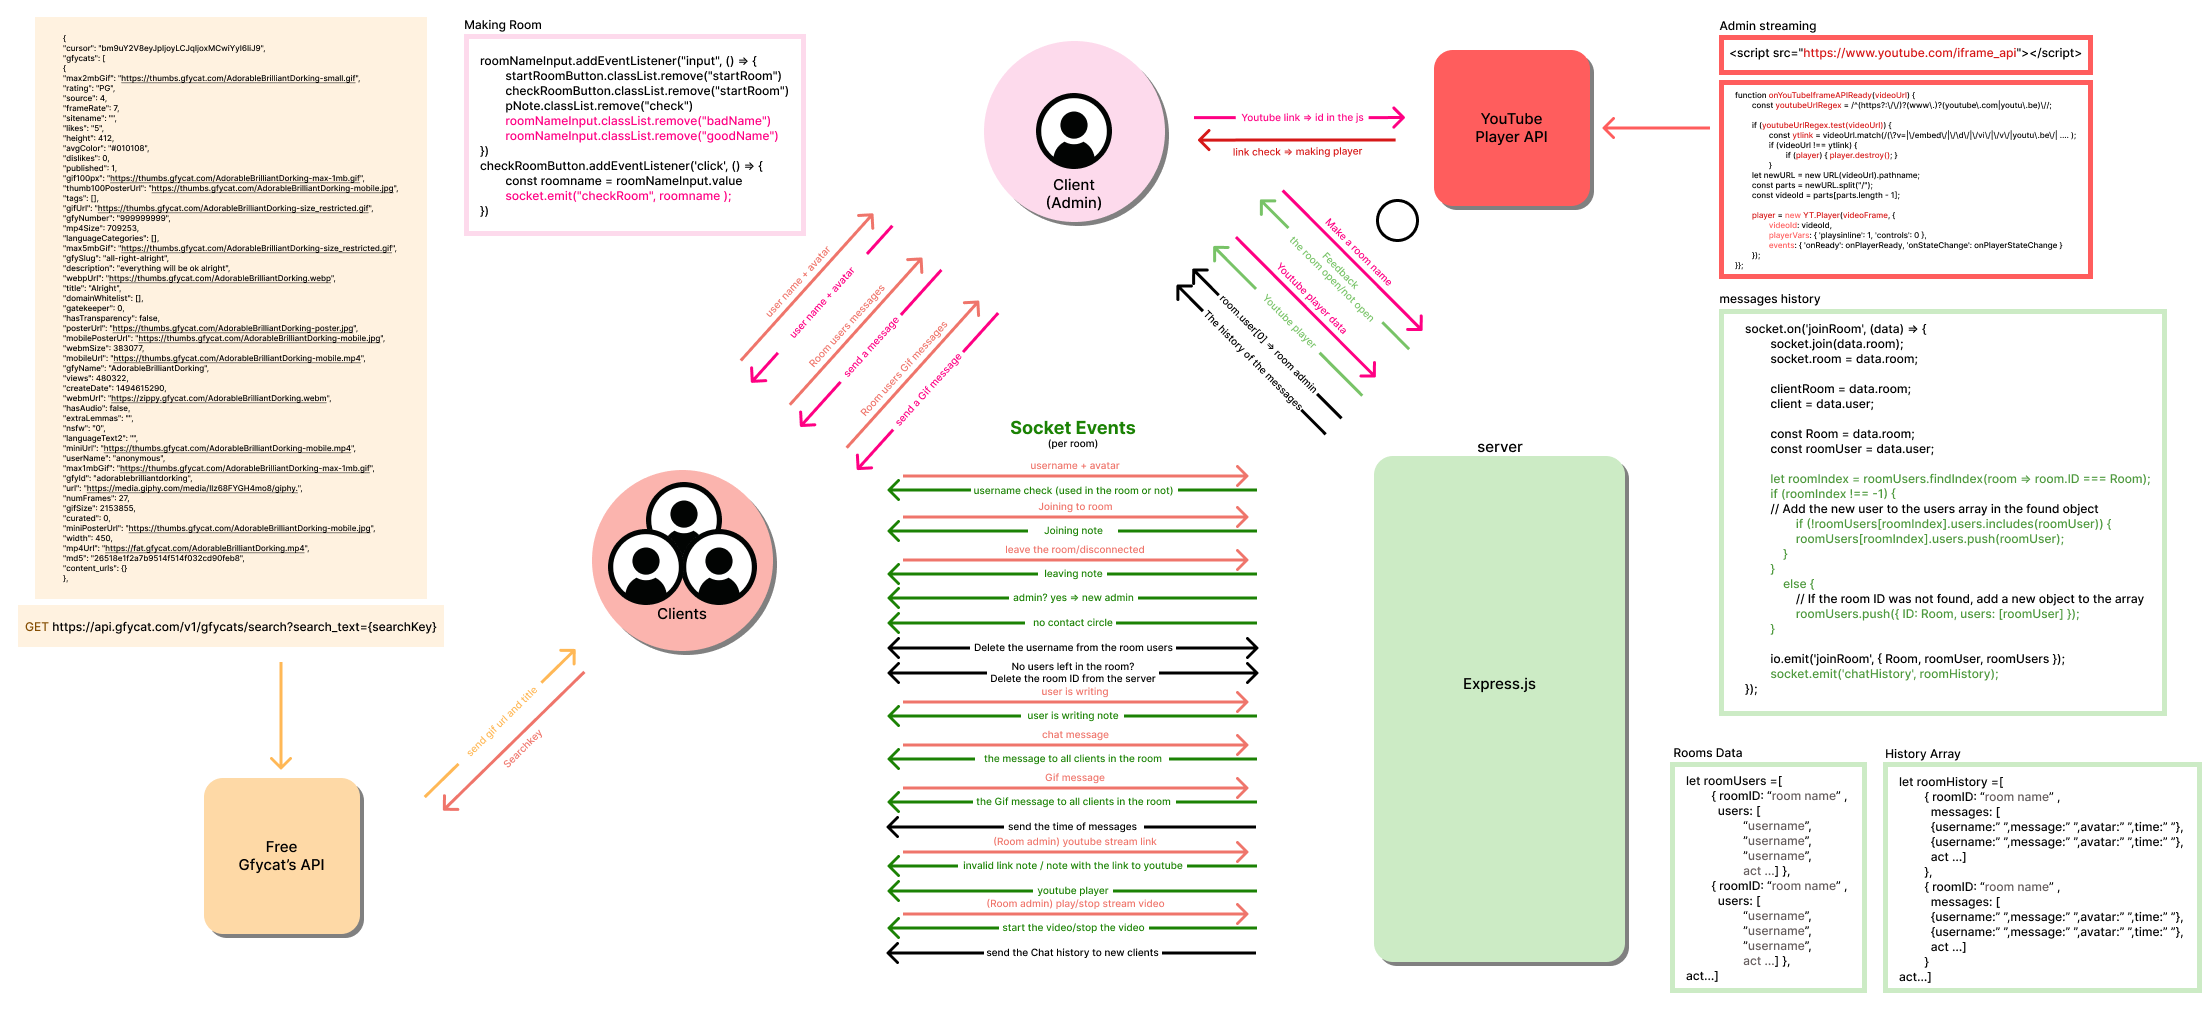 {
"cursor": "bm9uY2V8eyJpIjoyLCJqIjoxMCwiYyI6IiJ9",
"gfycats": [
{
"max2mbGif": "https://thumbs.gfycat.com/AdorableBrilliantDorking-small.gif",
"rating": "PG",
"source": 4,
"frameRate": 7,
"sitename": "",
"likes": "5",
"height": 412,
"avgColor": "#010108",
"dislikes": 0,
"published": 1,
"gif100px": "https://thumbs.gfycat.com/AdorableBrilliantDorking-max-1mb.gif",
"thumb100PosterUrl": "https://thumbs.gfycat.com/AdorableBrilliantDorking-mobile.jpg",
"tags": [],
"gifUrl": "https://thumbs.gfycat.com/AdorableBrilliantDorking-size_restricted.gif",
"gfyNumber": "999999999",
"mp4Size": 709253,
"languageCategories": [],
"max5mbGif": "https://thumbs.gfycat.com/AdorableBrilliantDorking-size_restricted.gif",
"gfySlug": "all-right-alright",
"description": "everything will be ok alright",
"webpUrl": "https://thumbs.gfycat.com/AdorableBrilliantDorking.webp",
"title": "Alright",
"domainWhitelist": [],
"gatekeeper": 0,
"hasTransparency": false,
"posterUrl": "https://thumbs.gfycat.com/AdorableBrilliantDorking-poster.jpg",
"mobilePosterUrl": "https://thumbs.gfycat.com/AdorableBrilliantDorking-mobile.jpg",
"webmSize": 383077,
"mobileUrl": "https://thumbs.gfycat.com/AdorableBrilliantDorking-mobile.mp4",
"gfyName": "AdorableBrilliantDorking",
"views": 480322,
"createDate": 1494615290,
"webmUrl": "https://zippy.gfycat.com/AdorableBrilliantDorking.webm",
"hasAudio": false,
"extraLemmas": "",
"nsfw": "0",
"languageText2": "",
"miniUrl": "https://thumbs.gfycat.com/AdorableBrilliantDorking-mobile.mp4",
"userName": "anonymous",
"max1mbGif": "https://thumbs.gfycat.com/AdorableBrilliantDorking-max-1mb.gif",
"gfyId": "adorablebrilliantdorking",
"url": "https://media.giphy.com/media/llz68FYGH4mo8/giphy.",
"numFrames": 27,
"gifSize": 2153855,
"curated": 0,
"miniPosterUrl": "https://thumbs.gfycat.com/AdorableBrilliantDorking-mobile.jpg",
"width": 450,
"mp4Url": "https://fat.gfycat.com/AdorableBrilliantDorking.mp4",
"md5": "26518e1f2a7b9514f514f032cd90feb8",
"content_urls": {}
},
GET https://api.gfycat.com/v1/gfycats/search?search_text={searchKey}
Free
Gfycat's API
send gif url and title
Searchkey
Making Room
roomNameInput.addEventListener("input", () => {
startRoomButton.classList.remove("startRoom")
checkRoomButton.classList.remove("startRoom")
pNote.classList.remove("check")
roomNameInput.classList.remove("badName")
roomNameInput.classList.remove("goodName")
})
checkRoomButton.addEventListener('click', () => {
const roomname = roomNameInput.value
socket.emit("checkRoom", roomname );
})
Client
(Admin)
Clients
user name + avatar
user name + avatar
Room users messages
send a message
Room users Gif messages
send a Gif message
Youtube link => id in the js
link check => making player
YouTube
Player API
Make a room name
Feedback
the room open/not open
Youtube player data
Youtube player
room.user[0] => room admin
The history of the messages
Socket Events
(per room)
username + avatar
username check (used in the room or not)
Joining to room
Joining note
leave the room/disconnected
leaving note
admin? yes => new admin
no contact circle
Delete the username from the room users
No users left in the room?
Delete the room ID from the server
user is writing
user is writing note
chat message
the message to all clients in the room
Gif message
the Gif message to all clients in the room
send the time of messages
(Room admin) youtube stream link
invalid link note / note with the link to youtube
youtube player
(Room admin) play/stop stream video
start the video/stop the video
send the Chat history to new clients
server
Express.js
Admin streaming
<script src="https://www.youtube.com/iframe_api"></script>
function onYouTubeIframeAPIReady(videoUrl) {
const youtubeUrlRegex = /^(https?:\/\/)?(www\.)?(youtube\.com|youtu\.be)\//;
if (youtubeUrlRegex.test(videoUrl)) {
const ytlink = videoUrl.match(/(\?v=|\/embed\/|\/\d\/|\/vi\/|\/v\/|youtu\.be\/| .... );
if (videoUrl !== ytlink) {
if (player) { player.destroy(); }
}
let newURL = new URL(videoUrl).pathname;
const parts = newURL.split("/");
const videoId = parts[parts.length - 1];
player = new YT.Player(videoFrame, {
videoId: videoId,
playerVars: { 'playsinline': 1, 'controls': 0 },
events: { 'onReady': onPlayerReady, 'onStateChange': onPlayerStateChange }
});
}};
messages history
socket.on('joinRoom', (data) => {
socket.join(data.room);
socket.room = data.room;
clientRoom = data.room;
client = data.user;
const Room = data.room;
const roomUser = data.user;
let roomIndex = roomUsers.findIndex(room => room.ID === Room);
if (roomIndex !== -1) {
// Add the new user to the users array in the found object
if (!roomUsers[roomIndex].users.includes(roomUser)) {
roomUsers[roomIndex].users.push(roomUser);
}
}
else {
// If the room ID was not found, add a new object to the array
roomUsers.push({ ID: Room, users: [roomUser] });
}
io.emit('joinRoom', { Room, roomUser, roomUsers });
socket.emit('chatHistory', roomHistory);
});
Rooms Data
let roomUsers =[
{ roomID: “room name” ,
users: [
“username”,
“username”,
“username”,
act ...] },
{ roomID: “room name” ,
users: [
“username”,
“username”,
“username”,
act ...] },
act...]
History Array
let roomHistory =[
{ roomID: “room name” ,
messages: [
{username:” “,message:” “,avatar:” “,time:” “},
{username:” “,message:” “,avatar:” “,time:” “},
act ...]
},
{ roomID: “room name” ,
messages: [
{username:” “,message:” “,avatar:” “,time:” “},
{username:” “,message:” “,avatar:” “,time:” “},
act ...]
}
act...]